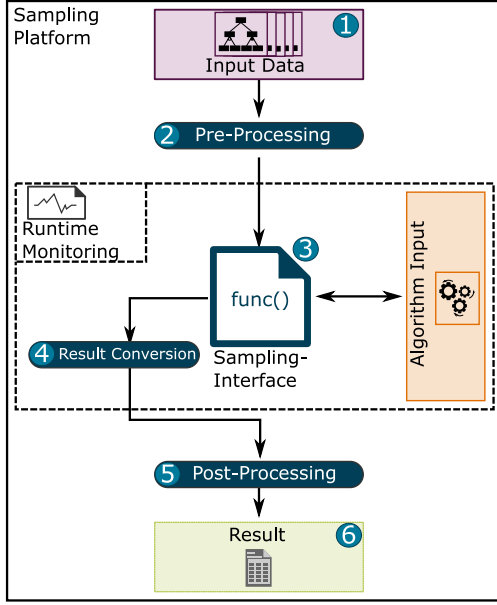 Sampling
Platform
1
Input Data
2 Pre-Processing
Runtime
Monitoring
3
func()
Sampling-
Interface
Algorithm Input
4 Result Conversion
5 Post-Processing
Result
6